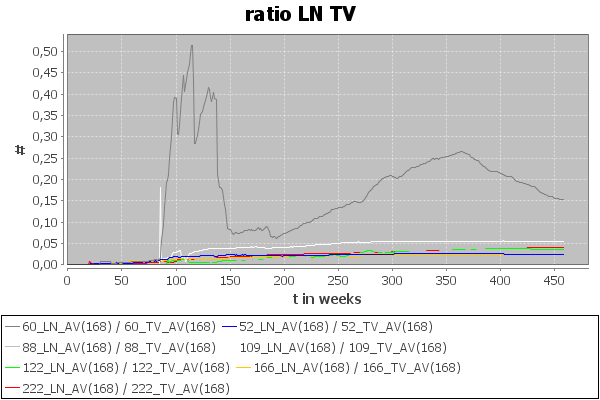 ratio LN TV
#
0,50
0,45
0,40
0,35
0,30
0,25
0,20
0,15
0,10
0,05
0,00
0 50 100 150 200 250 300 350 400 450
t in weeks
60_LN_AV(168) / 60_TV_AV(168) 52_LN_AV(168) / 52_TV_AV(168)
88_LN_AV(168) / 88_TV_AV(168) 109_LN_AV(168) / 109_TV_AV(168)
122_LN_AV(168) / 122_TV_AV(168) 166_LN_AV(168) / 166_TV_AV(168)
222_LN_AV(168) / 222_TV_AV(168)